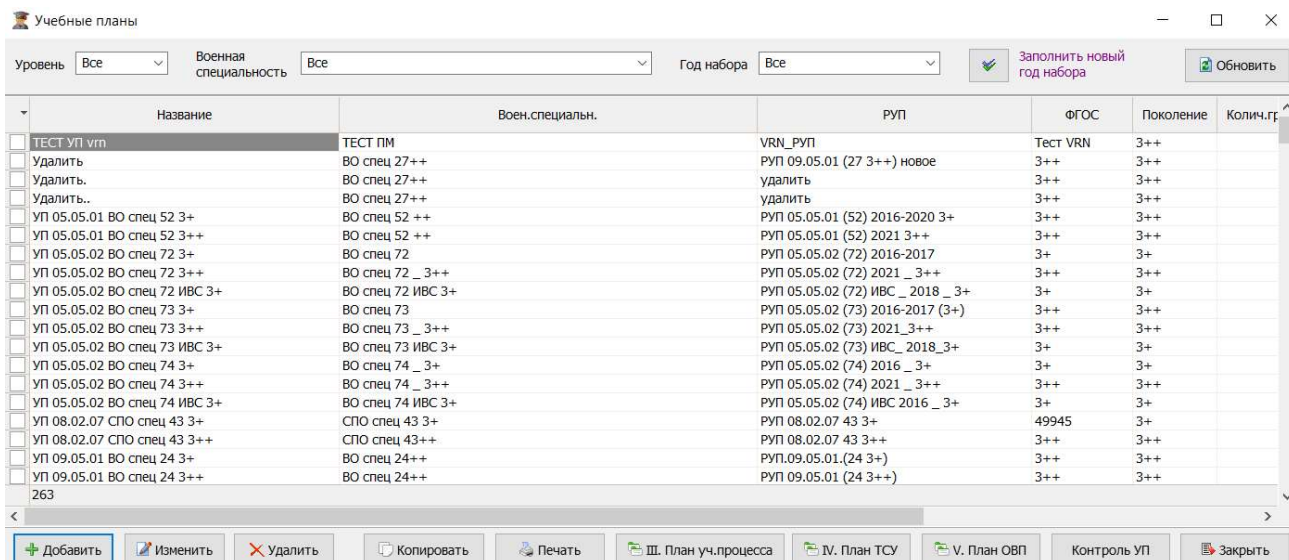 Учебные планы
Уровень Все Военная специальность Все Год набора Все Заполнить новый год набора Обновить
Название Воен.специальн. РУП ФГОС Поколение Колич.гр
ТЕСТ УП vrn ТЕСТ ПМ VRN_РУП Тест VRN 3++
Удалить ВО спец 27++ РУП 09.05.01 (27 3++) новое 3++ 3++
Удалить. ВО спец 27++ удалить 3++ 3++
Удалить.. ВО спец 27++ удалить 3++ 3++
УП 05.05.01 ВО спец 52 3+ ВО спец 52 ++ РУП 05.05.01 (52) 2016-2020 3+ 3++ 3++
УП 05.05.01 ВО спец 52 3++ ВО спец 52 ++ РУП 05.05.01 (52) 2021 3++ 3++ 3++
УП 05.05.02 ВО спец 72 3+ ВО спец 72 РУП 05.05.02 (72) 2016-2017 3+ 3+
УП 05.05.02 ВО спец 72 3++ ВО спец 72 _ 3++ РУП 05.05.02 (72) 2021 _ 3++ 3++ 3++
УП 05.05.02 ВО спец 72 ИВС 3+ ВО спец 72 ИВС 3+ РУП 05.05.02 (72) ИВС _ 2018 _ 3+ 3+ 3+
УП 05.05.02 ВО спец 73 3+ ВО спец 73 РУП 05.05.02 (73) 2016-2017 (3+) 3++ 3++
УП 05.05.02 ВО спец 73 3++ ВО спец 73 _ 3++ РУП 05.05.02 (73) 2021_3++ 3++ 3++
УП 05.05.02 ВО спец 73 ИВС 3+ ВО спец 73 ИВС 3+ РУП 05.05.02 (73) ИВС_ 2018_3+ 3+ 3+
УП 05.05.02 ВО спец 74 3+ ВО спец 74 _ 3+ РУП 05.05.02 (74) 2016 _ 3+ 3+ 3+
УП 05.05.02 ВО спец 74 3++ ВО спец 74 _ 3++ РУП 05.05.02 (74) 2021 _ 3++ 3++ 3++
УП 05.05.02 ВО спец 74 ИВС 3+ ВО спец 74 ИВС 3+ РУП 05.05.02 (74) ИВС 2016 _ 3+ 3+ 3+
УП 08.02.07 СПО спец 43 3+ СПО спец 43 3+ РУП 08.02.07 43 3+ 49945 3+
УП 08.02.07 СПО спец 43 3++ СПО спец 43++ РУП 08.02.07 43 3++ 3++ 3++
УП 09.05.01 ВО спец 24 3+ ВО спец 24++ РУП.09.05.01.(24 3+) 3++ 3++
УП 09.05.01 ВО спец 24 3++ ВО спец 24++ РУП 09.05.01 (24 3++) 3++ 3++
263
Добавить Изменить Удалить Копировать Печать III. План уч.процесса IV. План ТСУ V. План ОВП Контроль УП Закрыть